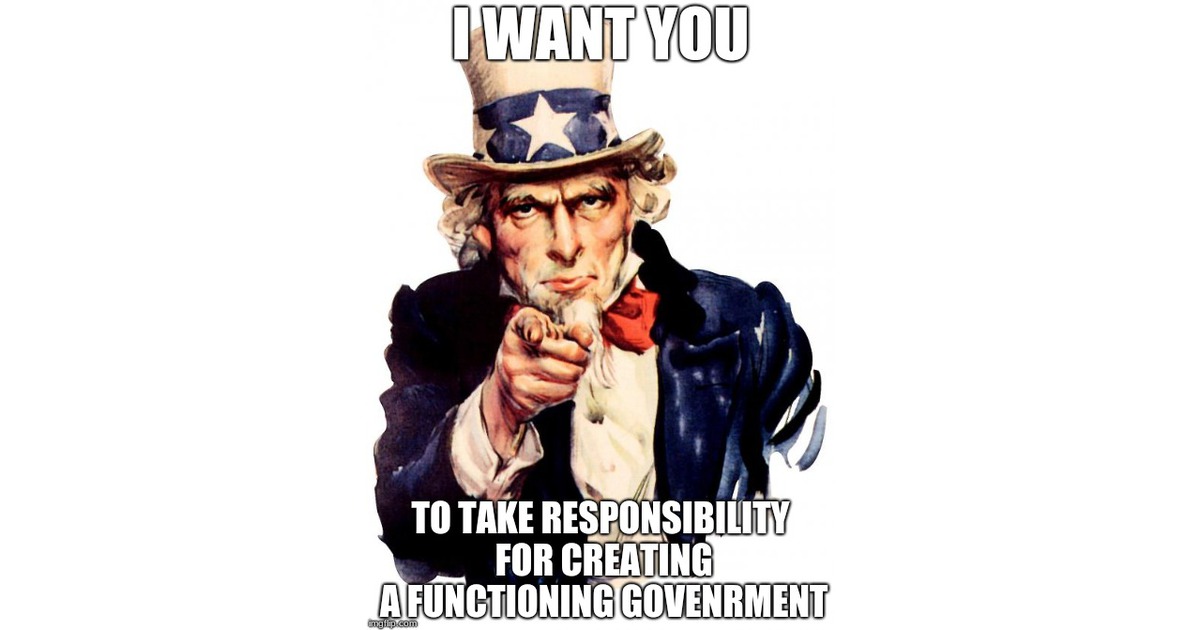 I WANT YOU
TO TAKE RESPONSIBILITY
FOR CREATING
A FUNCTIONING GOVENRMENT
imgflip.com